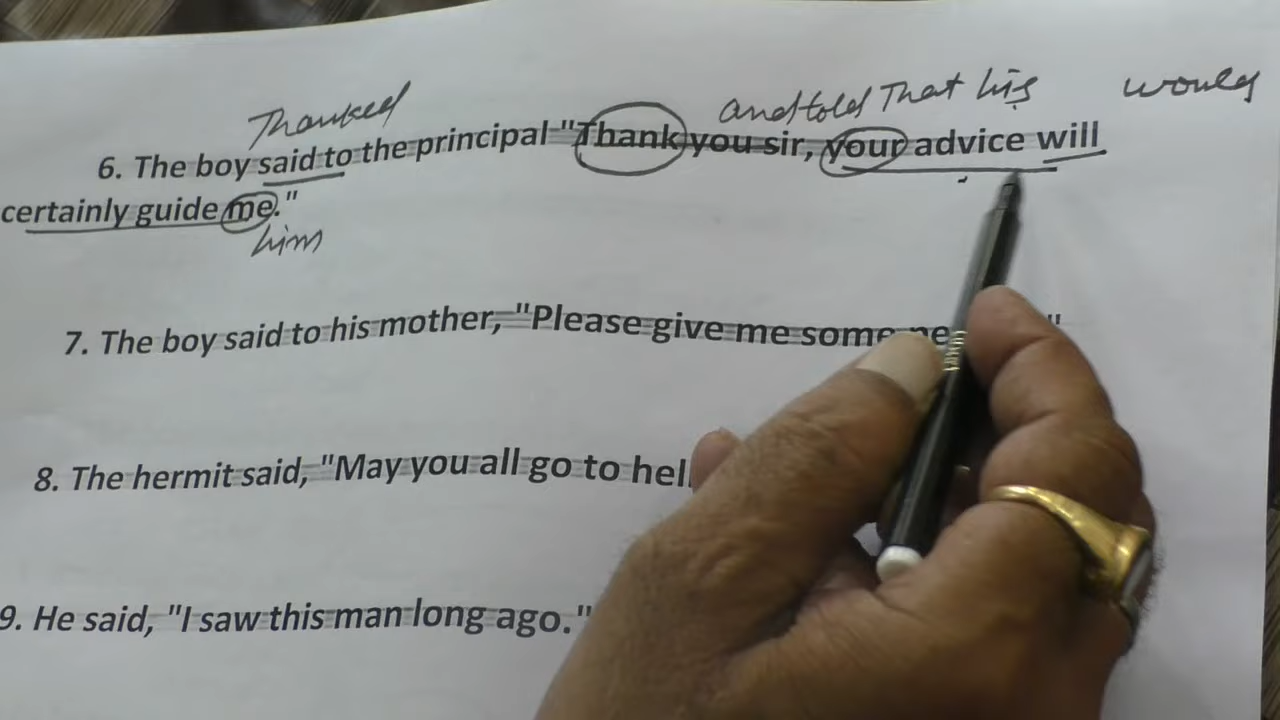 Thanked and told That his would
6. The boy said to the principal "Thank you sir, your advice will
certainly guide me."
him
7. The boy said to his mother, "Please give me some
8. The hermit said, "May you all go to
9. He said, "I saw this man long ago."